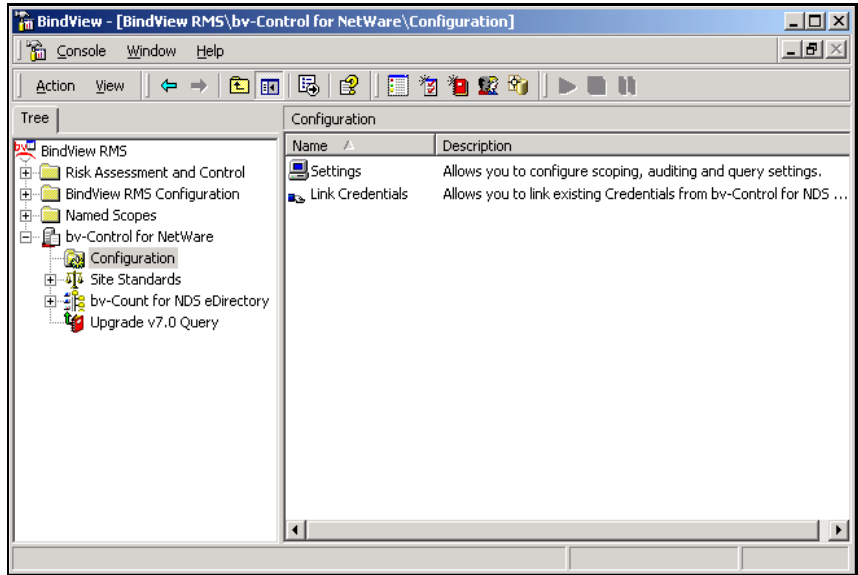 BindView - [BindView RMS\bv-Control for NetWare\Configuration]
Console Window Help
Action View
Tree
Configuration
Name Description
BindView RMS
Risk Assessment and Control
BindView RMS Configuration
Named Scopes
bv-Control for NetWare
Configuration
Site Standards
bv-Count for NDS eDirectory
Upgrade v7.0 Query
Settings Allows you to configure scoping, auditing and query settings.
Link Credentials Allows you to link existing Credentials from bv-Control for NDS ...